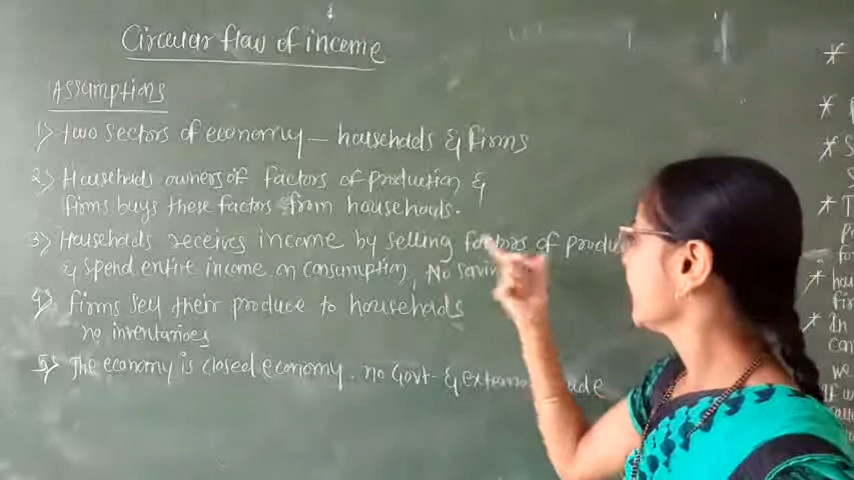 Circular flow of income
Assumptions
1> two sectors of economy – households & firms
2> Households owners of factors of production &
firms buys these factors from households.
3> Households receives income by selling factors of produ
& spend entire income on consumption, No savin
4> firms sell their produce to households
no inventories
5> The economy is closed economy. no Govt- & extern